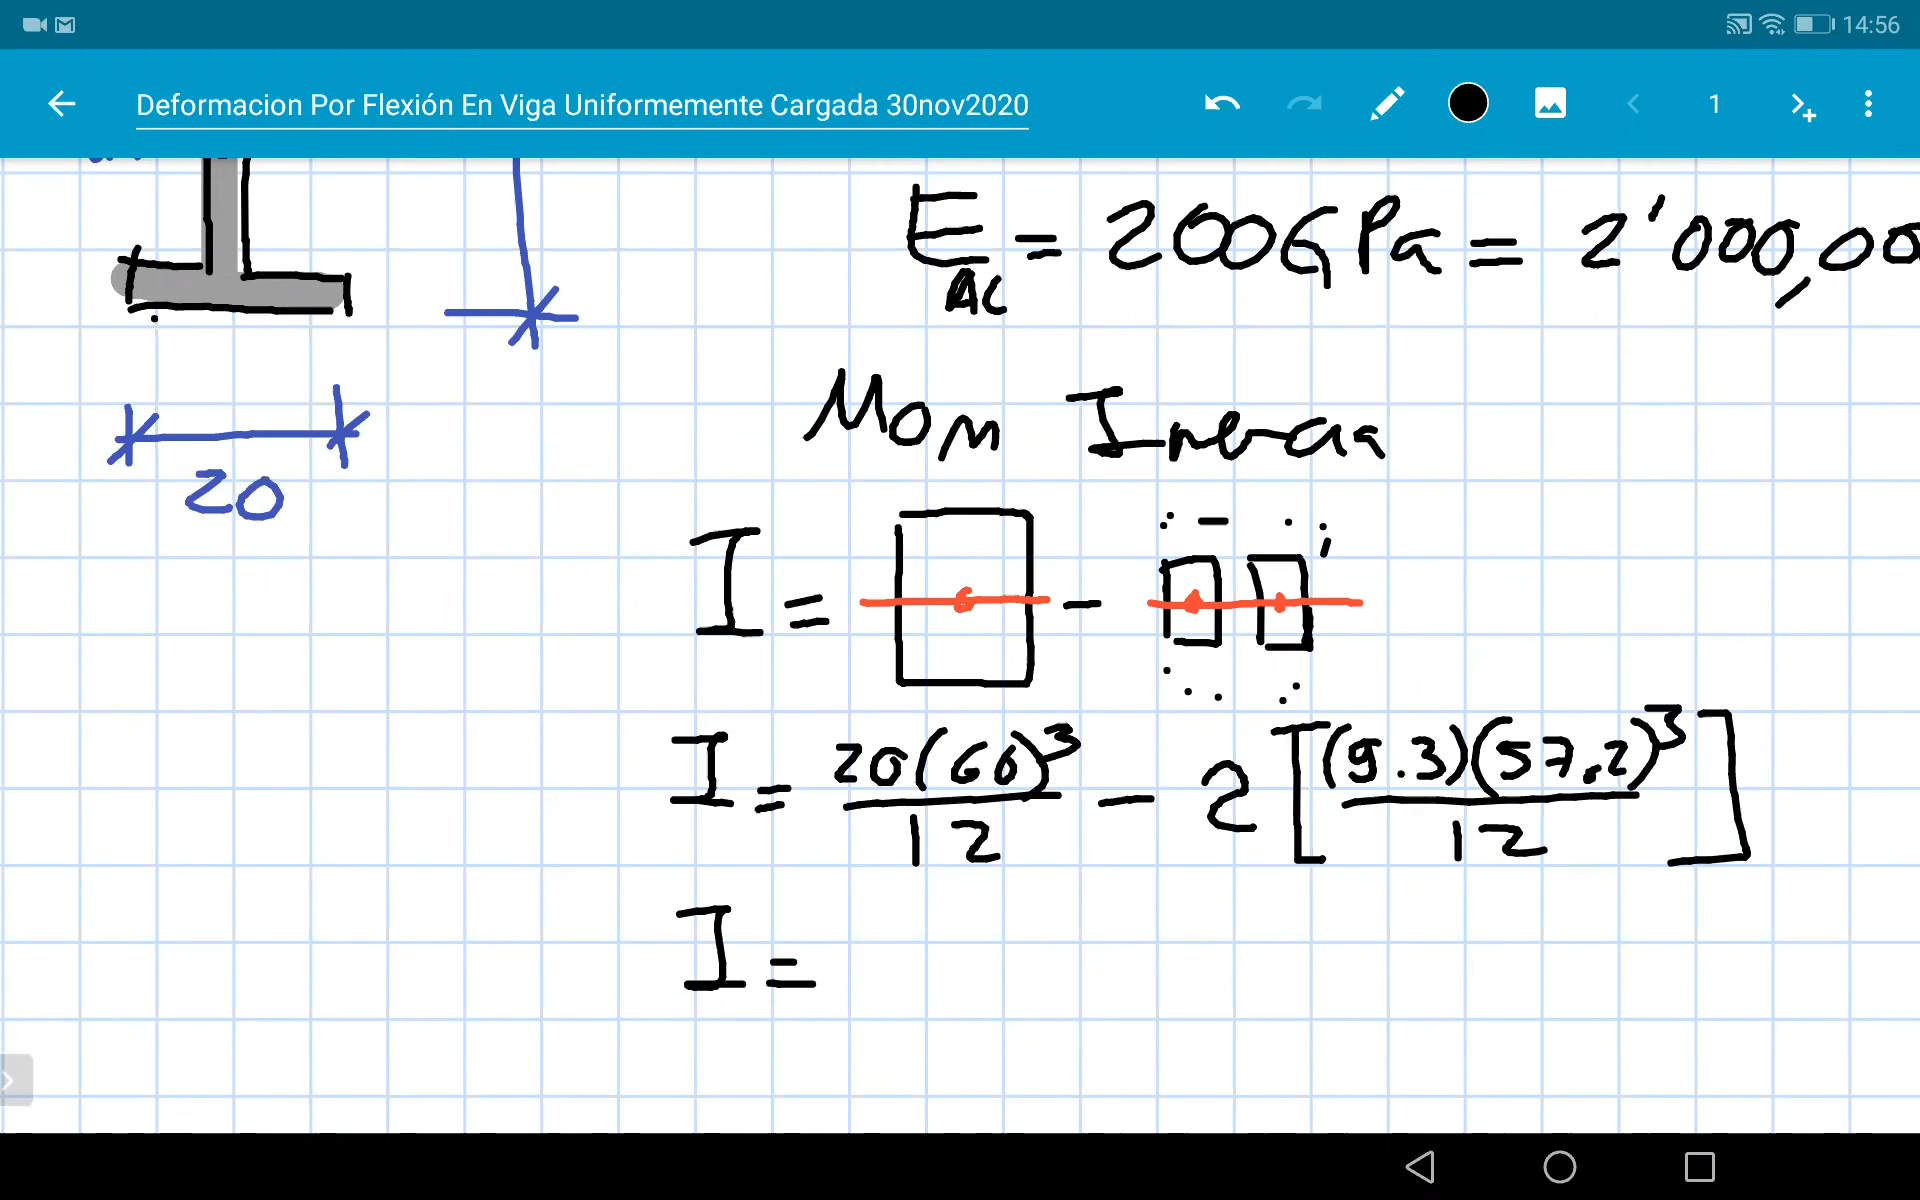 14:56
Deformacion Por Flexión En Viga Uniformemente Cargada 30nov2020
1
E_AC = 200GPa = 2'000,00
Mom Inercia
20
I = -
I = 20(60)^3/12 - 2[(9.3)(57.2)^3/12]
I =